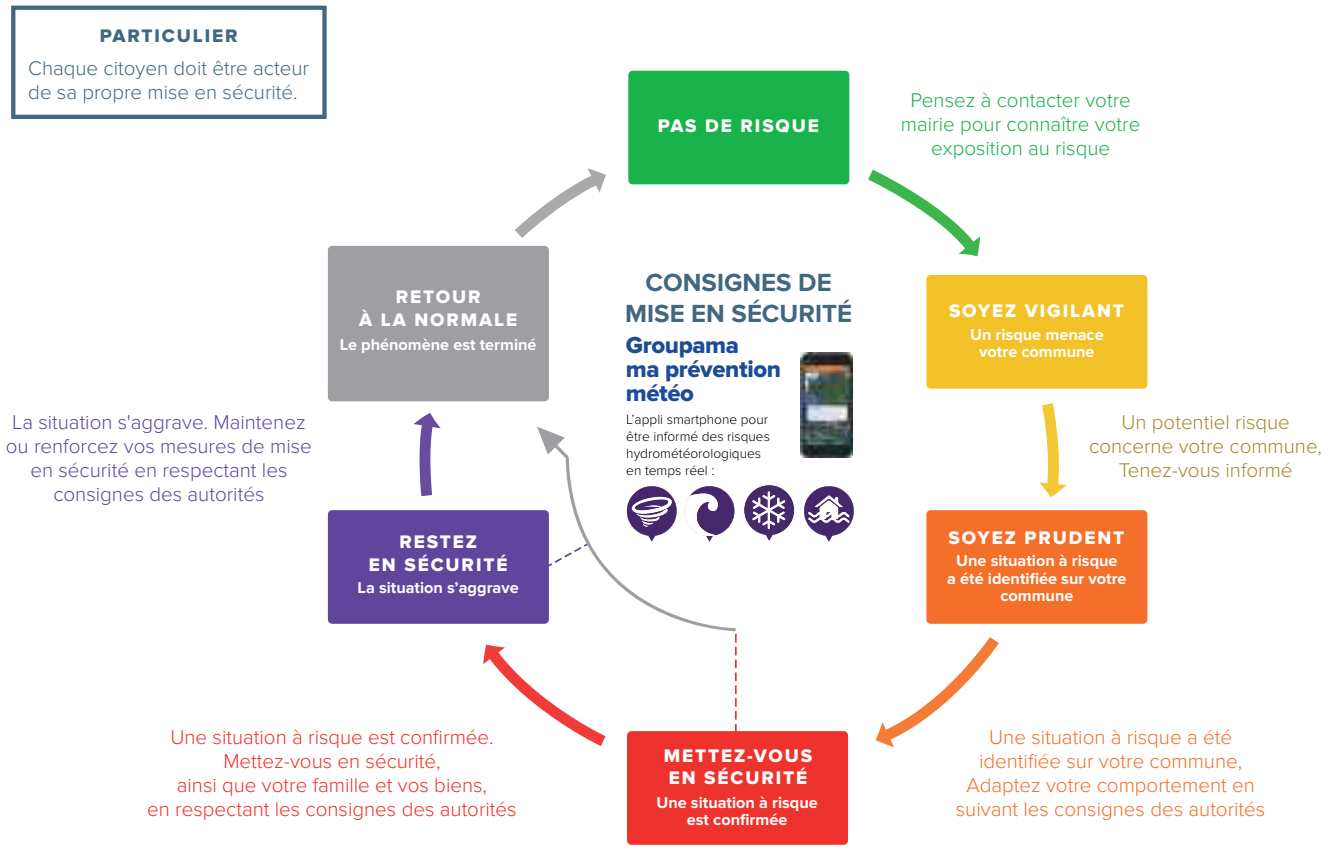 PARTICULIER
Chaque citoyen doit être acteur
de sa propre mise en sécurité.
PAS DE RISQUE
Pensez à contacter votre
mairie pour connaître votre
exposition au risque
SOYEZ VIGILANT
Un risque menace
votre commune
Un potentiel risque
concerne votre commune,
Tenez-vous informé
SOYEZ PRUDENT
Une situation à risque
a été identifiée sur votre
commune
Une situation à risque a été
identifiée sur votre commune,
Adaptez votre comportement en
suivant les consignes des autorités
METTEZ-VOUS
EN SÉCURITÉ
Une situation à risque
est confirmée
Une situation à risque est confirmée.
Mettez-vous en sécurité,
ainsi que votre famille et vos biens,
en respectant les consignes des autorités
RESTEZ
EN SÉCURITÉ
La situation s’aggrave
La situation s'aggrave. Maintenez
ou renforcez vos mesures de mise
en sécurité en respectant les
consignes des autorités
RETOUR
À LA NORMALE
Le phénomène est terminé
CONSIGNES DE
MISE EN SÉCURITÉ
Groupama
ma prévention
météo
L’appli smartphone pour
être informé des risques
hydrométéorologiques
en temps réel :